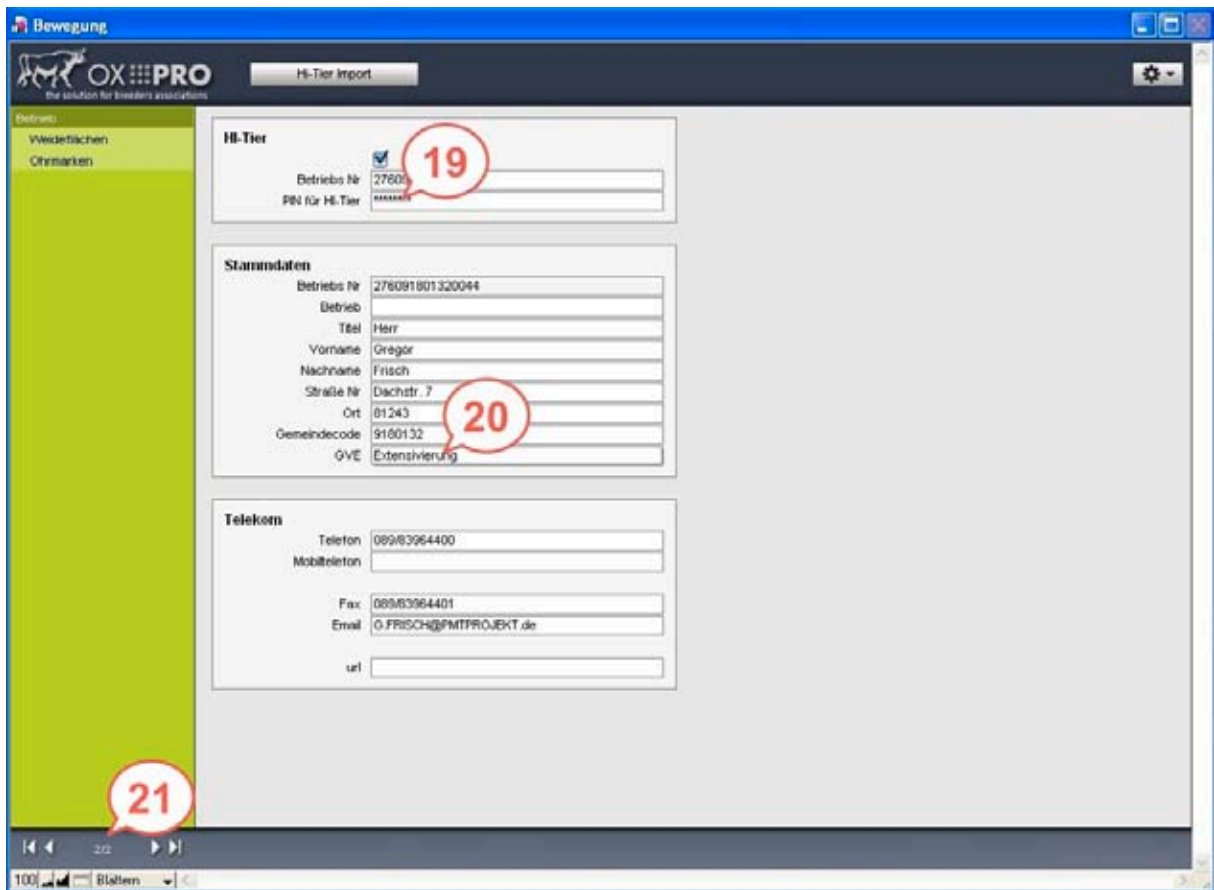 Bewegung
OX PRO
the solution for breeders associations
Hi-Tier Import
Betrieb
Weideflächen
Ohrmarken
HI-Tier
19
Betriebs Nr 27609
PIN für HI-Tier ********
Stammdaten
Betriebs Nr 276091801320044
Betrieb
Titel Herr
Vorname Gregor
Nachname Frisch
Straße Nr Dachstr. 7
Ort 81243
20
Gemeindecode 9180132
GVE Extensivierung
Telekom
Telefon 089/83964400
Mobiltelefon
Fax 089/83964401
Email G.FRISCH@PMTPROJEKT.de
url
21
2/2
100 Blättern